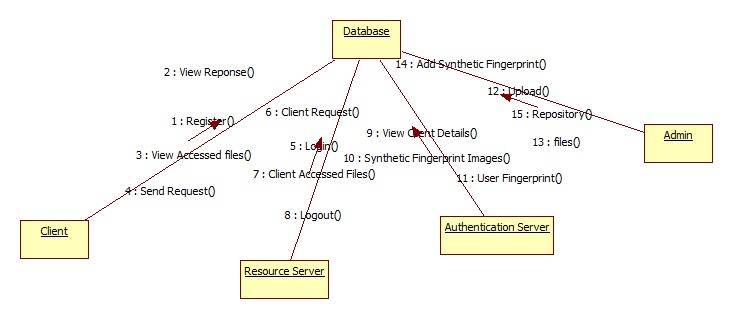 Database
14 : Add Synthetic Fingerprint()
2 : View Reponse()
12 : Upload()
6 : Client Request()
15 : Repository()
1 : Register()
9 : View Client Details()
Admin
5 : Login()
13 : files()
3 : View Accessed files()
10 : Synthetic Fingerprint Images()
7 : Client Accessed Files()
11 : User Fingerprint()
4 : Send Request()
8 : Logout()
Client
Authentication Server
Resource Server